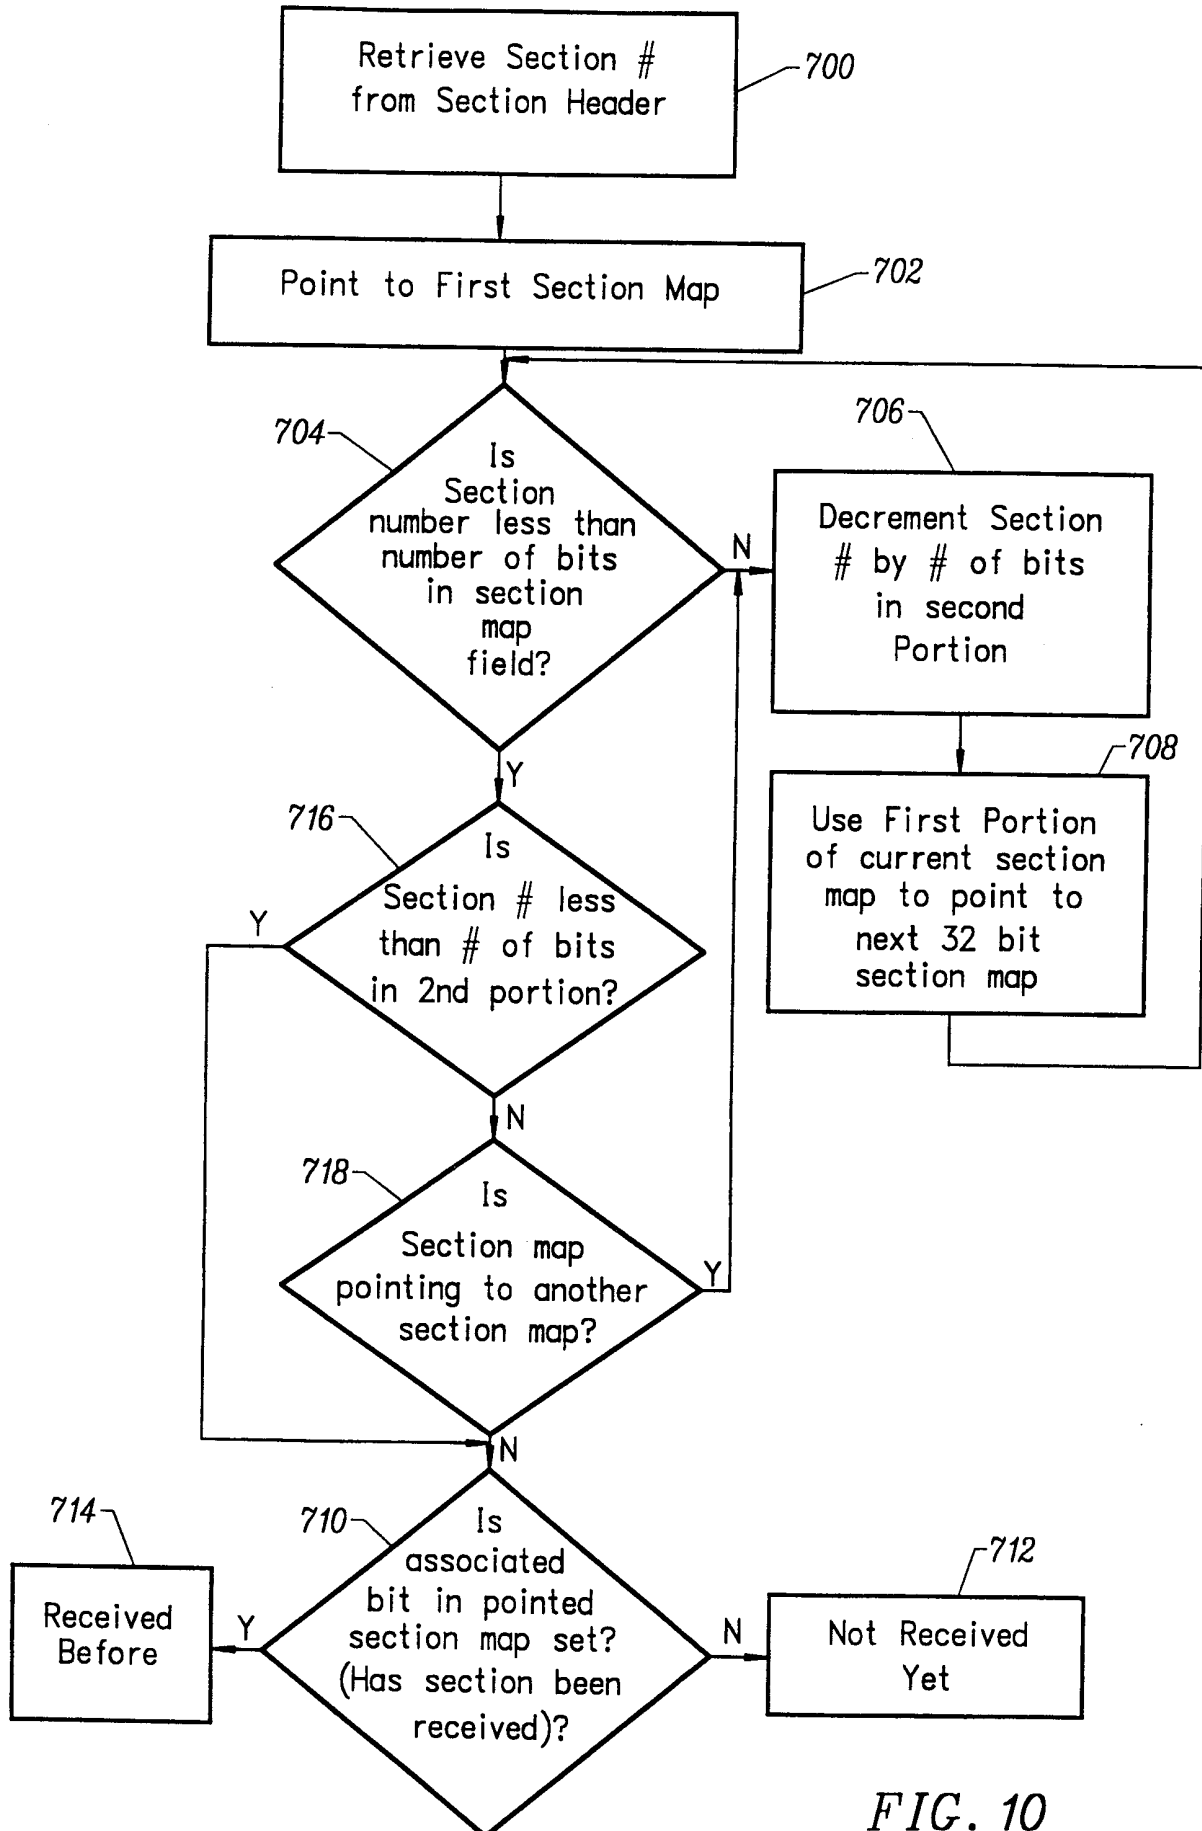 Retrieve Section #
from Section Header
700
Point to First Section Map
702
704
Is
Section
number less than
number of bits
in section
map
field?
N
Y
706
Decrement Section
# by # of bits
in second
Portion
708
Use First Portion
of current section
map to point to
next 32 bit
section map
716
Is
Section # less
than # of bits
in 2nd portion?
Y
N
718
Is
Section map
pointing to another
section map?
Y
N
710
Is
associated
bit in pointed
section map set?
(Has section been
received)?
Y
N
714
Received
Before
712
Not Received
Yet
FIG. 10